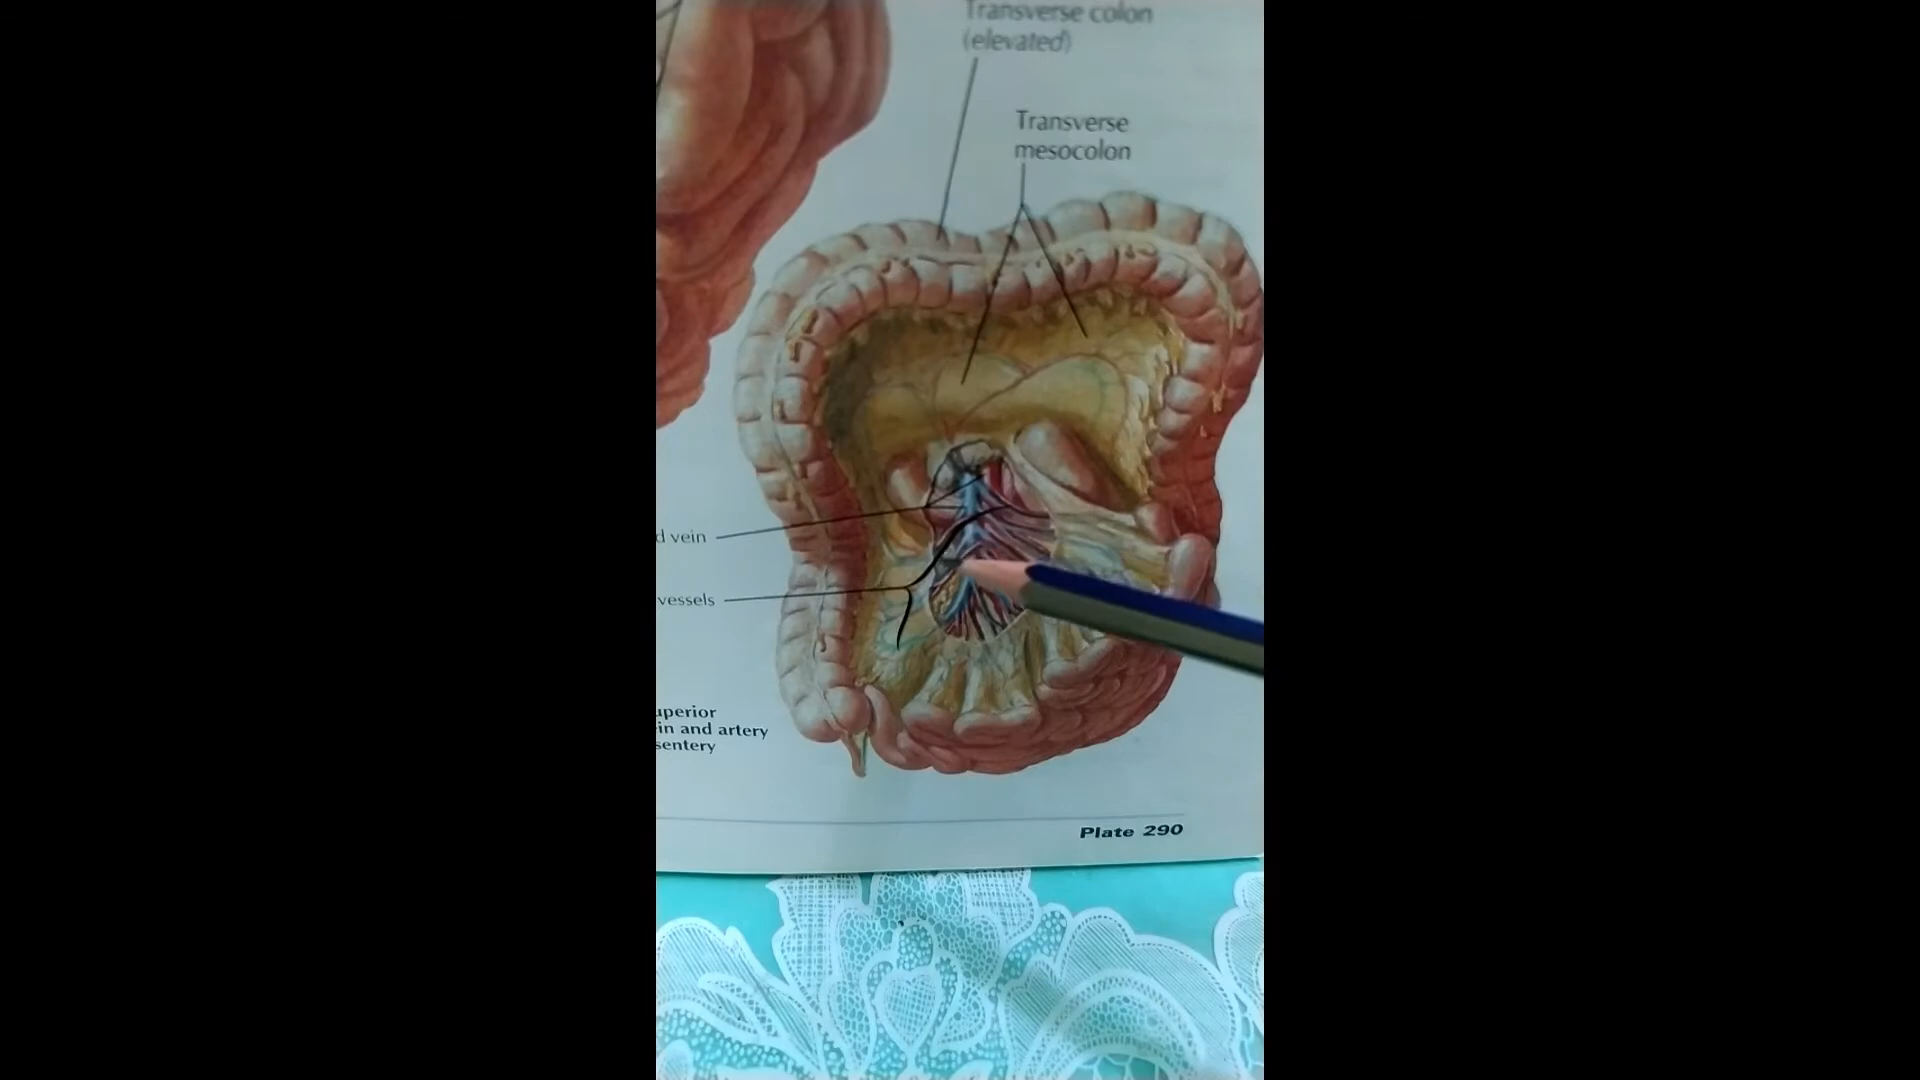 Transverse colon
(elevated)
Transverse
mesocolon
d vein
vessels
uperior
in and artery
sentery
Plate 290